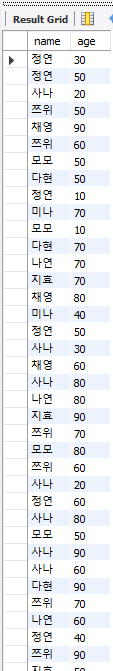 Result Grid
name age
정연 30
정연 50
사나 20
쯔위 50
채영 90
쯔위 60
모모 50
다현 50
정연 10
미나 70
모모 10
다현 70
나연 70
지효 70
채영 80
미나 40
정연 50
사나 30
채영 60
사나 80
나연 80
지효 90
쯔위 70
모모 80
쯔위 60
사나 20
정연 60
사나 80
모모 50
사나 90
사나 60
다현 90
쯔위 70
나연 60
정연 40
쯔위 90